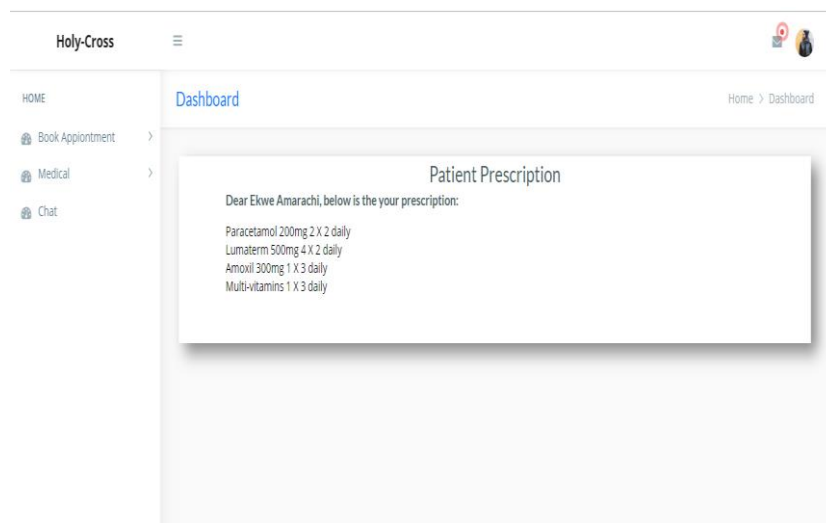 Holy-Cross
HOME
Dashboard
Home > Dashboard
Book Appiontment >
Medical >
Chat
Patient Prescription
Dear Ekwe Amarachi, below is the your prescription:
Paracetamol 200mg 2 X 2 daily
Lumaterm 500mg 4 X 2 daily
Amoxil 300mg 1 X 3 daily
Multi-vitamins 1 X 3 daily